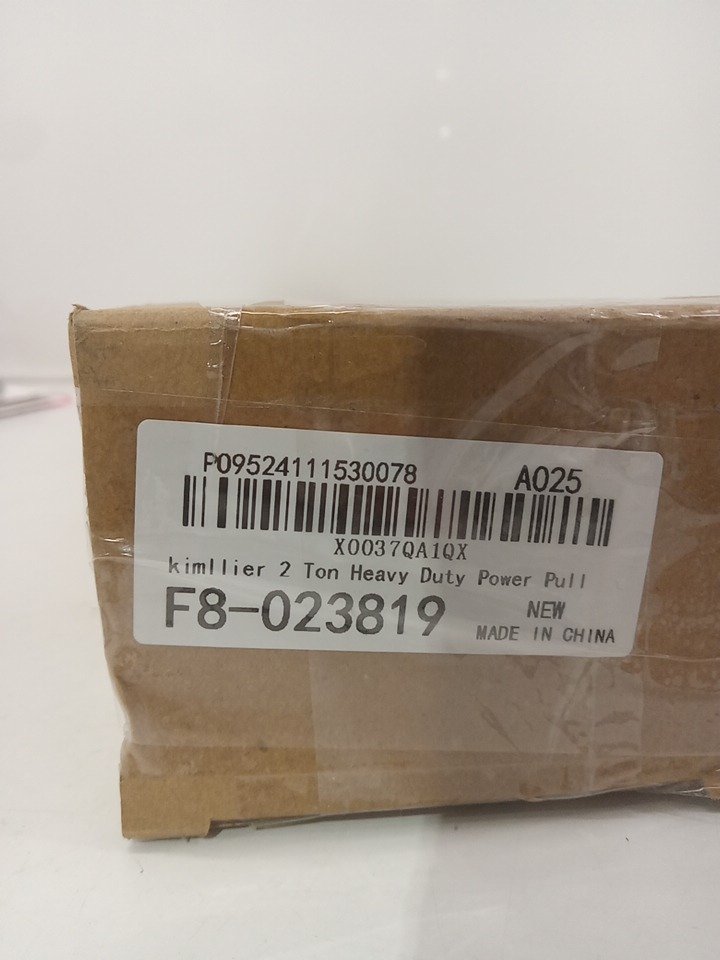 P09524111530078 A025
X0037QA1QX
kimllier 2 Ton Heavy Duty Power Pull
F8-023819 NEW
MADE IN CHINA